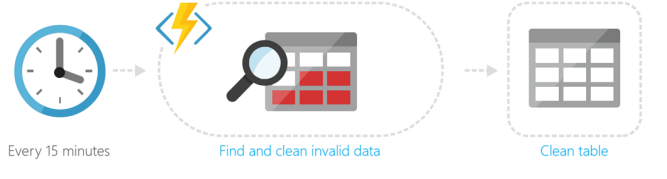 Every 15 minutes
Find and clean invalid data
Clean table